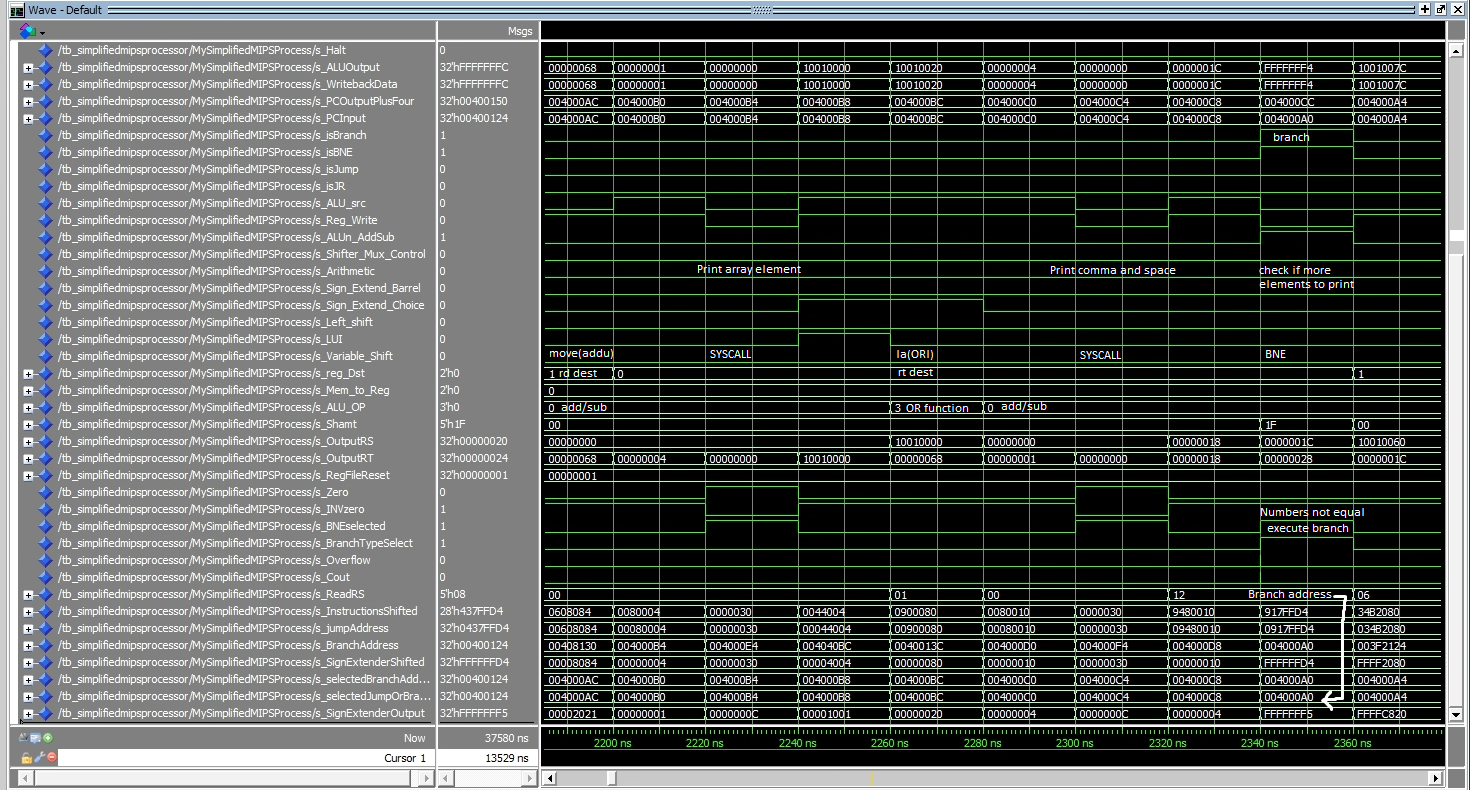 Wave - Default
Msgs
/tb_simplifiedmipsprocessor/MySimplifiedMIPSProcess/s_Halt 0
/tb_simplifiedmipsprocessor/MySimplifiedMIPSProcess/s_ALUOutput 32'hFFFFFFFC 00000068 00000001 00000000 10010000 10010020 00000004 00000000 0000001C FFFFFFF4 1001007C
/tb_simplifiedmipsprocessor/MySimplifiedMIPSProcess/s_WritebackData 32'hFFFFFFFC 00000068 00000001 00000000 10010000 10010020 00000004 00000000 0000001C FFFFFFF4 1001007C
/tb_simplifiedmipsprocessor/MySimplifiedMIPSProcess/s_PCOutputPlusFour 32'h00400150 004000AC 004000B0 004000B4 004000B8 004000BC 004000C0 004000C4 004000C8 004000CC 004000A4
/tb_simplifiedmipsprocessor/MySimplifiedMIPSProcess/s_PCInput 32'h00400124 004000AC 004000B0 004000B4 004000B8 004000BC 004000C0 004000C4 004000C8 004000A0 004000A4
/tb_simplifiedmipsprocessor/MySimplifiedMIPSProcess/s_isBranch 1 branch
/tb_simplifiedmipsprocessor/MySimplifiedMIPSProcess/s_isBNE 1
/tb_simplifiedmipsprocessor/MySimplifiedMIPSProcess/s_isJump 0
/tb_simplifiedmipsprocessor/MySimplifiedMIPSProcess/s_isJR 0
/tb_simplifiedmipsprocessor/MySimplifiedMIPSProcess/s_ALU_src 0
/tb_simplifiedmipsprocessor/MySimplifiedMIPSProcess/s_Reg_Write 0
/tb_simplifiedmipsprocessor/MySimplifiedMIPSProcess/s_ALUn_AddSub 1
/tb_simplifiedmipsprocessor/MySimplifiedMIPSProcess/s_Shifter_Mux_Control 0
/tb_simplifiedmipsprocessor/MySimplifiedMIPSProcess/s_Arithmetic 0 Print array element Print comma and space check if more
/tb_simplifiedmipsprocessor/MySimplifiedMIPSProcess/s_Sign_Extend_Barrel 0 elements to print
/tb_simplifiedmipsprocessor/MySimplifiedMIPSProcess/s_Sign_Extend_Choice 0
/tb_simplifiedmipsprocessor/MySimplifiedMIPSProcess/s_Left_shift 0
/tb_simplifiedmipsprocessor/MySimplifiedMIPSProcess/s_LUI 0
/tb_simplifiedmipsprocessor/MySimplifiedMIPSProcess/s_Variable_Shift 0 move(addu) SYSCALL la(ORI) SYSCALL BNE
/tb_simplifiedmipsprocessor/MySimplifiedMIPSProcess/s_reg_Dst 2'h0 1 rd dest 0 rt dest 1
/tb_simplifiedmipsprocessor/MySimplifiedMIPSProcess/s_Mem_to_Reg 2'h0 0
/tb_simplifiedmipsprocessor/MySimplifiedMIPSProcess/s_ALU_OP 3'h0 0 add/sub 3 OR function 0 add/sub
/tb_simplifiedmipsprocessor/MySimplifiedMIPSProcess/s_Shamt 5'h1F 00 1F 00
/tb_simplifiedmipsprocessor/MySimplifiedMIPSProcess/s_OutputRS 32'h00000020 00000000 10010000 00000000 00000018 0000001C 10010060
/tb_simplifiedmipsprocessor/MySimplifiedMIPSProcess/s_OutputRT 32'h00000024 00000068 00000004 00000000 10010000 00000068 00000001 00000000 00000018 00000028 0000001C
/tb_simplifiedmipsprocessor/MySimplifiedMIPSProcess/s_RegFileReset 32'h00000001 00000001
/tb_simplifiedmipsprocessor/MySimplifiedMIPSProcess/s_Zero 0
/tb_simplifiedmipsprocessor/MySimplifiedMIPSProcess/s_INVzero 1 Numbers not equal
/tb_simplifiedmipsprocessor/MySimplifiedMIPSProcess/s_BNEselected 1 execute branch
/tb_simplifiedmipsprocessor/MySimplifiedMIPSProcess/s_BranchTypeSelect 1
/tb_simplifiedmipsprocessor/MySimplifiedMIPSProcess/s_Overflow 0
/tb_simplifiedmipsprocessor/MySimplifiedMIPSProcess/s_Cout 0
/tb_simplifiedmipsprocessor/MySimplifiedMIPSProcess/s_ReadRS 5'h08 00 01 00 12 Branch address 06
/tb_simplifiedmipsprocessor/MySimplifiedMIPSProcess/s_InstructionsShifted 28'h437FFD4 0608084 0080004 0000030 0044004 0900080 0080010 0000030 9480010 917FFD4 34B2080
/tb_simplifiedmipsprocessor/MySimplifiedMIPSProcess/s_jumpAddress 32'h0437FFD4 00608084 00080004 00000030 00044004 00900080 00080010 00000030 09480010 0917FFD4 034B2080
/tb_simplifiedmipsprocessor/MySimplifiedMIPSProcess/s_BranchAddress 32'h00400124 00408130 004000B4 004000E4 004040BC 0040013C 004000D0 004000F4 004000D8 004000A0 003F2124
/tb_simplifiedmipsprocessor/MySimplifiedMIPSProcess/s_SignExtenderShifted 32'hFFFFFFD4 00008084 00000004 00000030 00004004 00000080 00000010 00000030 00000010 FFFFFFD4 FFFF2080
/tb_simplifiedmipsprocessor/MySimplifiedMIPSProcess/s_selectedBranchAdd... 32'h00400124 004000AC 004000B0 004000B4 004000B8 004000BC 004000C0 004000C4 004000C8 004000A0 004000A4
/tb_simplifiedmipsprocessor/MySimplifiedMIPSProcess/s_selectedJumpOrBra... 32'h00400124 004000AC 004000B0 004000B4 004000B8 004000BC 004000C0 004000C4 004000C8 004000A0 004000A4
/tb_simplifiedmipsprocessor/MySimplifiedMIPSProcess/s_SignExtenderOutput 32'hFFFFFFF5 00002021 00000001 0000000C 00001001 00000020 00000004 0000000C 00000004 FFFFFFF5 FFFFC820
Now 37580 ns 2200 ns 2220 ns 2240 ns 2260 ns 2280 ns 2300 ns 2320 ns 2340 ns 2360 ns
Cursor 1 13529 ns